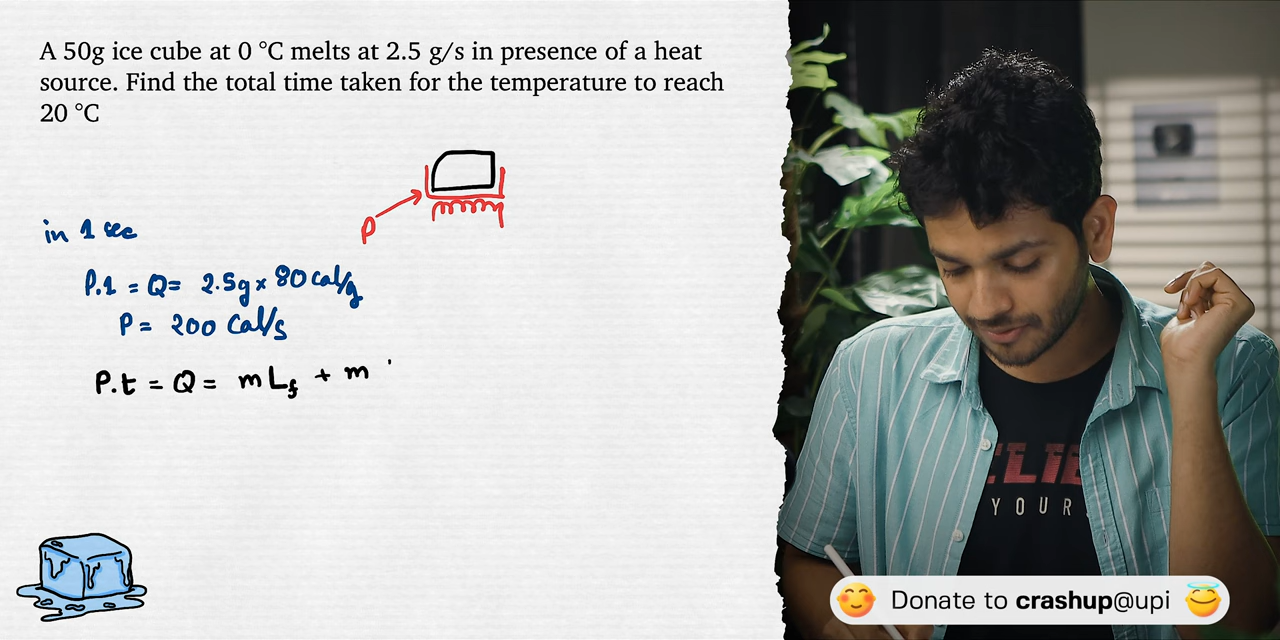 A 50g ice cube at 0 °C melts at 2.5 g/s in presence of a heat
source. Find the total time taken for the temperature to reach
20 °C
P
in 1 sec
P.1 = Q = 2.5g × 80 cal/g
P = 200 Cal/s
P.t = Q = mL_f + m
YOUR
Donate to crashup@upi